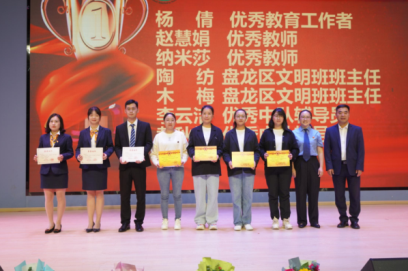 杨 倩 优秀教育工作者
赵慧娟 优秀教师
纳米莎 优秀教师
陶 纺 盘龙区文明班班主任
木 梅 盘龙区文明班班主任
优秀